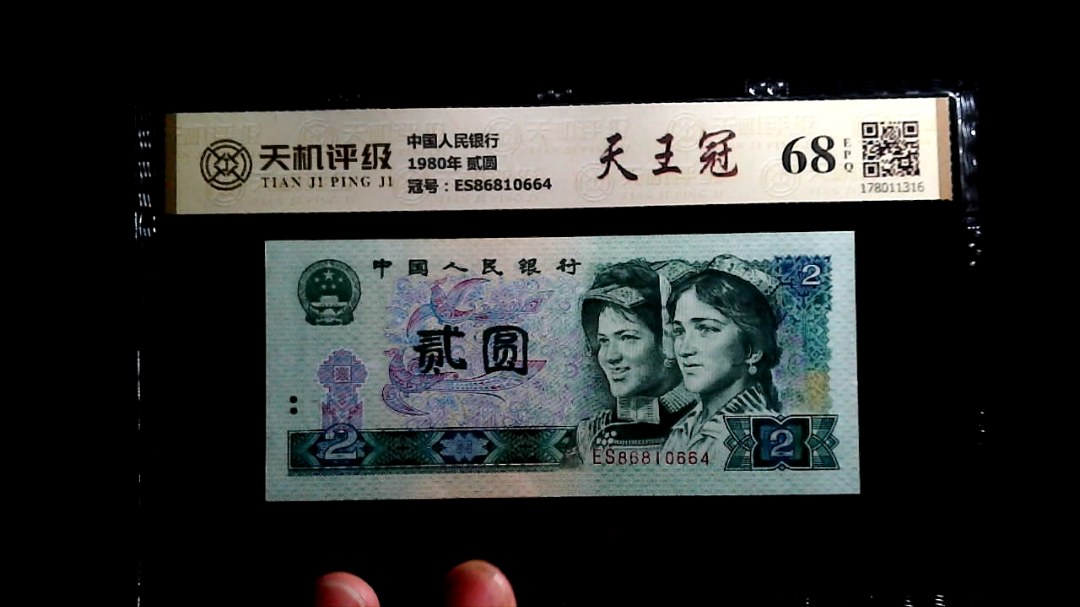 天机评级
TIAN JI PING JI
中国人民银行
1980年 贰圆
冠号：ES86810664
天王冠
68
EPQ
178011316
中国人民银行
2
贰圆
2
ES86810664
2